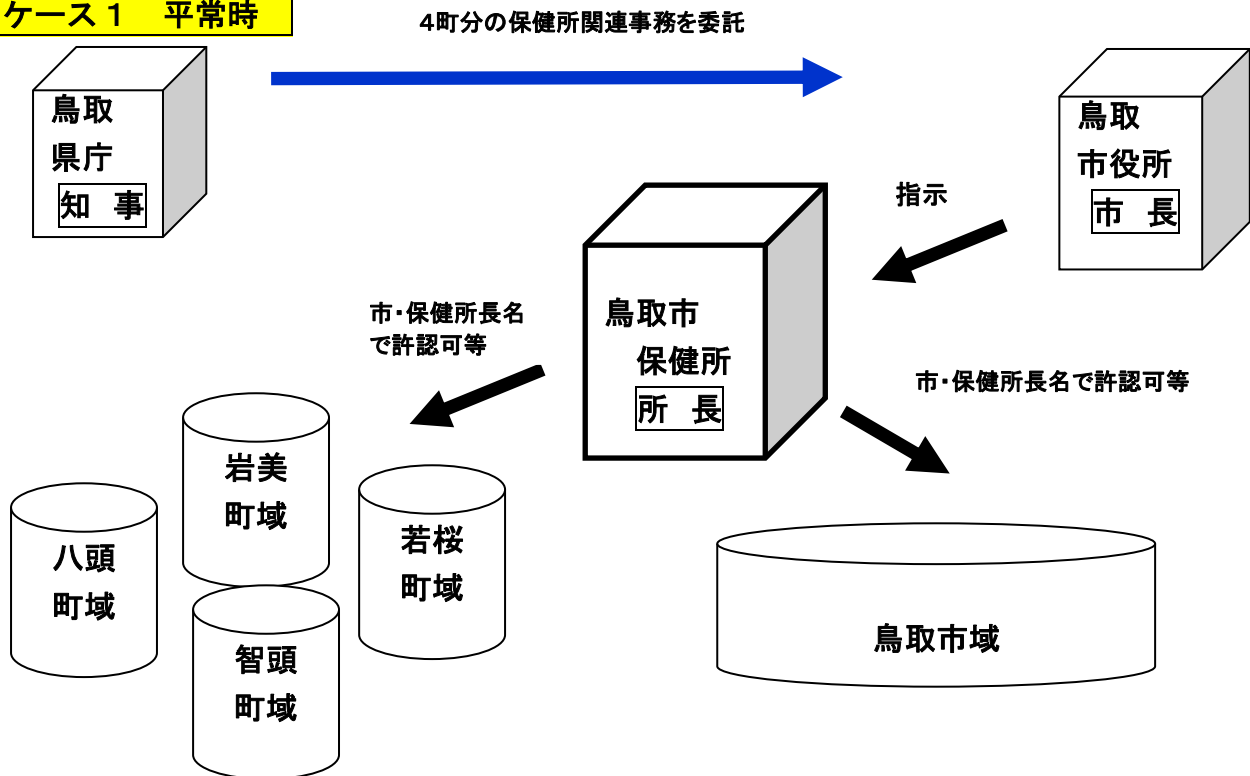 ケース1 平常時
4町分の保健所関連事務を委託
鳥取
県庁
知 事
鳥取
市役所
市 長
指示
鳥取市
保健所
所 長
市・保健所長名
で許認可等
市・保健所長名で許認可等
岩美
町域
八頭
町域
若桜
町域
智頭
町域
鳥取市域